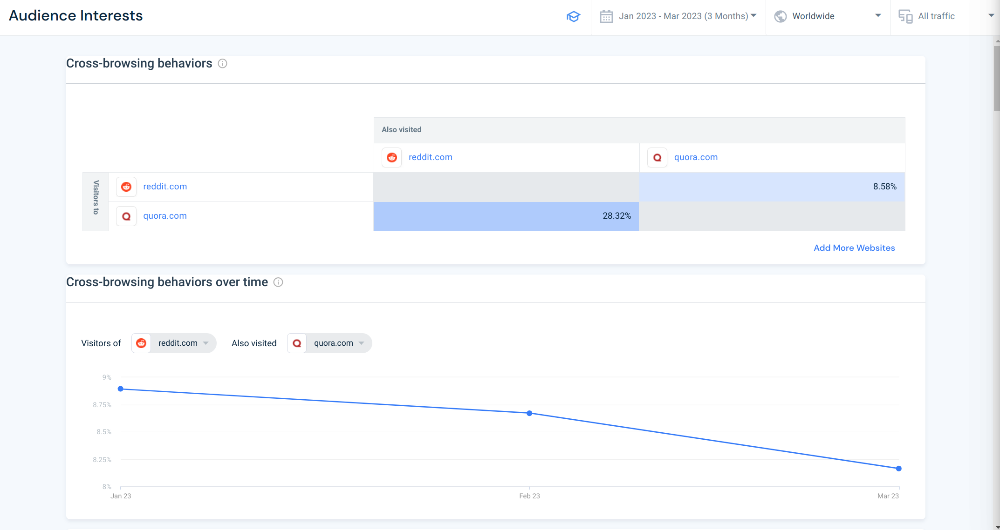 Audience Interests
Jan 2023 - Mar 2023 (3 Months)
Worldwide
All traffic
Cross-browsing behaviors
Also visited
reddit.com
quora.com
Visitors to
reddit.com
8.58%
quora.com
28.32%
Add More Websites
Cross-browsing behaviors over time
Visitors of
reddit.com
Also visited
quora.com
9%
8.75%
8.5%
8.25%
8%
Jan 23
Feb 23
Mar 23